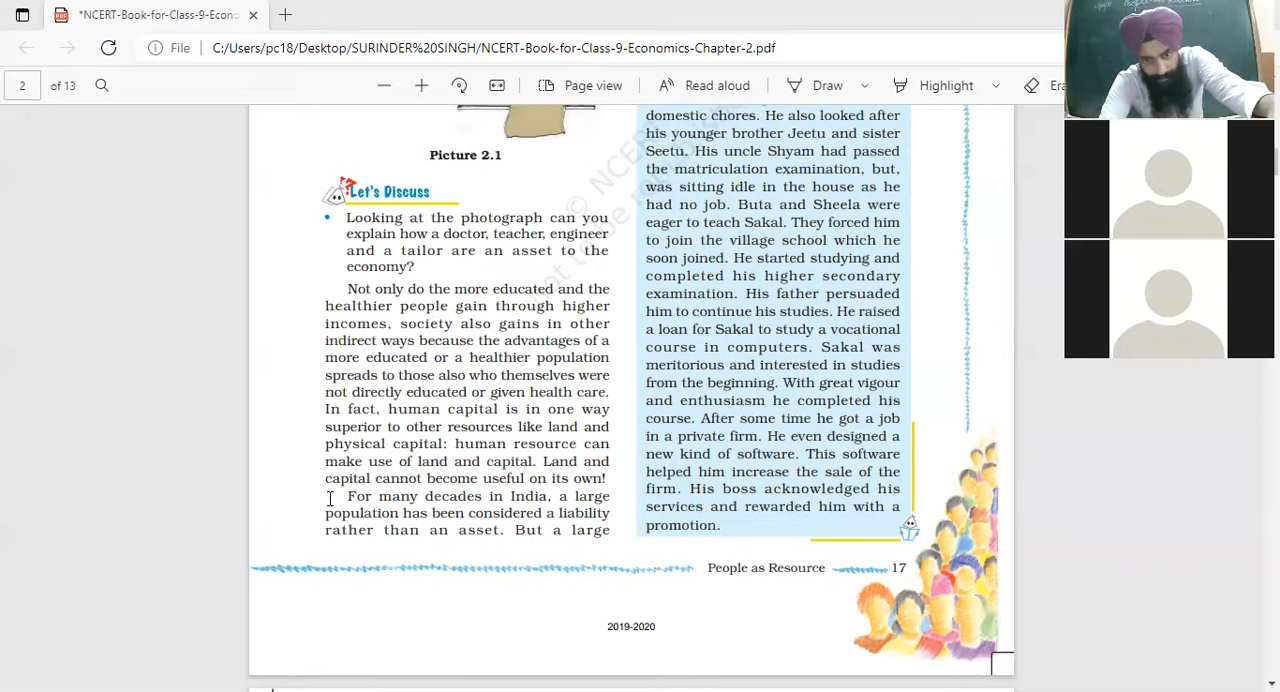 *NCERT-Book-for-Class-9-Econo
File
C:/Users/pc18/Desktop/SURINDER%20SINGH/NCERT-Book-for-Class-9-Economics-Chapter-2.pdf
2 of 13
Page view
Read aloud
Draw
Highlight
Era
Picture 2.1
Let's Discuss
• Looking at the photograph can you
explain how a doctor, teacher, engineer
and a tailor are an asset to the
economy?
Not only do the more educated and the
healthier people gain through higher
incomes, society also gains in other
indirect ways because the advantages of a
more educated or a healthier population
spreads to those also who themselves were
not directly educated or given health care.
In fact, human capital is in one way
superior to other resources like land and
physical capital: human resource can
make use of land and capital. Land and
capital cannot become useful on its own!
For many decades in India, a large
population has been considered a liability
rather than an asset. But a large
domestic chores. He also looked after
his younger brother Jeetu and sister
Seetu. His uncle Shyam had passed
the matriculation examination, but,
was sitting idle in the house as he
had no job. Buta and Sheela were
eager to teach Sakal. They forced him
to join the village school which he
soon joined. He started studying and
completed his higher secondary
examination. His father persuaded
him to continue his studies. He raised
a loan for Sakal to study a vocational
course in computers. Sakal was
meritorious and interested in studies
from the beginning. With great vigour
and enthusiasm he completed his
course. After some time he got a job
in a private firm. He even designed a
new kind of software. This software
helped him increase the sale of the
firm. His boss acknowledged his
services and rewarded him with a
promotion.
People as Resource 17
2019-2020